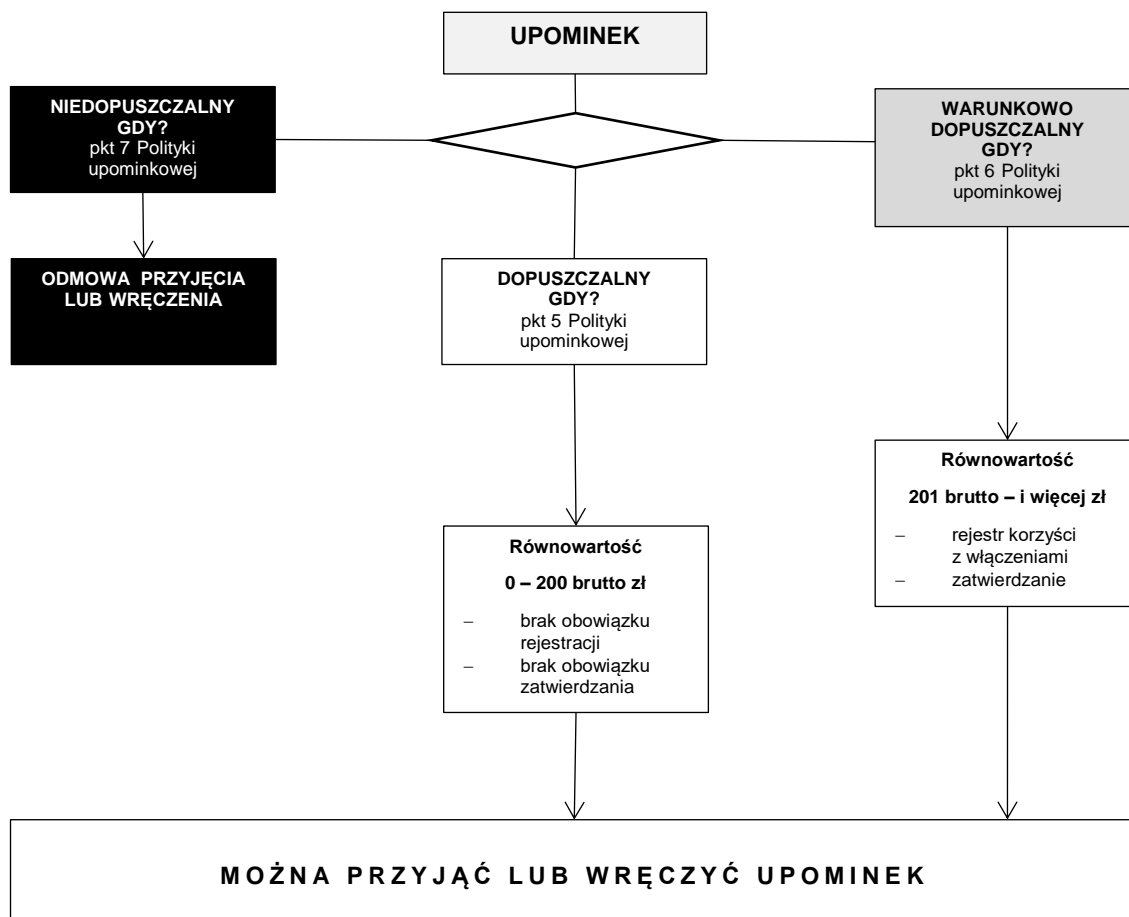 UPOMINEK
NIEDOPUSZCZALNY
GDY?
pkt 7 Polityki
upominkowej
WARUNKOWO
DOPUSZCZALNY
GDY?
pkt 6 Polityki
upominkowej
ODMOWA PRZYJĘCIA
LUB WRĘCZENIA
DOPUSZCZALNY
GDY?
pkt 5 Polityki
upominkowej
Równowartość
201 brutto – i więcej zł
– rejestr korzyści
z włączeniami
– zatwierdzanie
Równowartość
0 – 200 brutto zł
– brak obowiązku
rejestracji
– brak obowiązku
zatwierdzania
MOŻNA PRZYJĄĆ LUB WRĘCZYĆ UPOMINEK